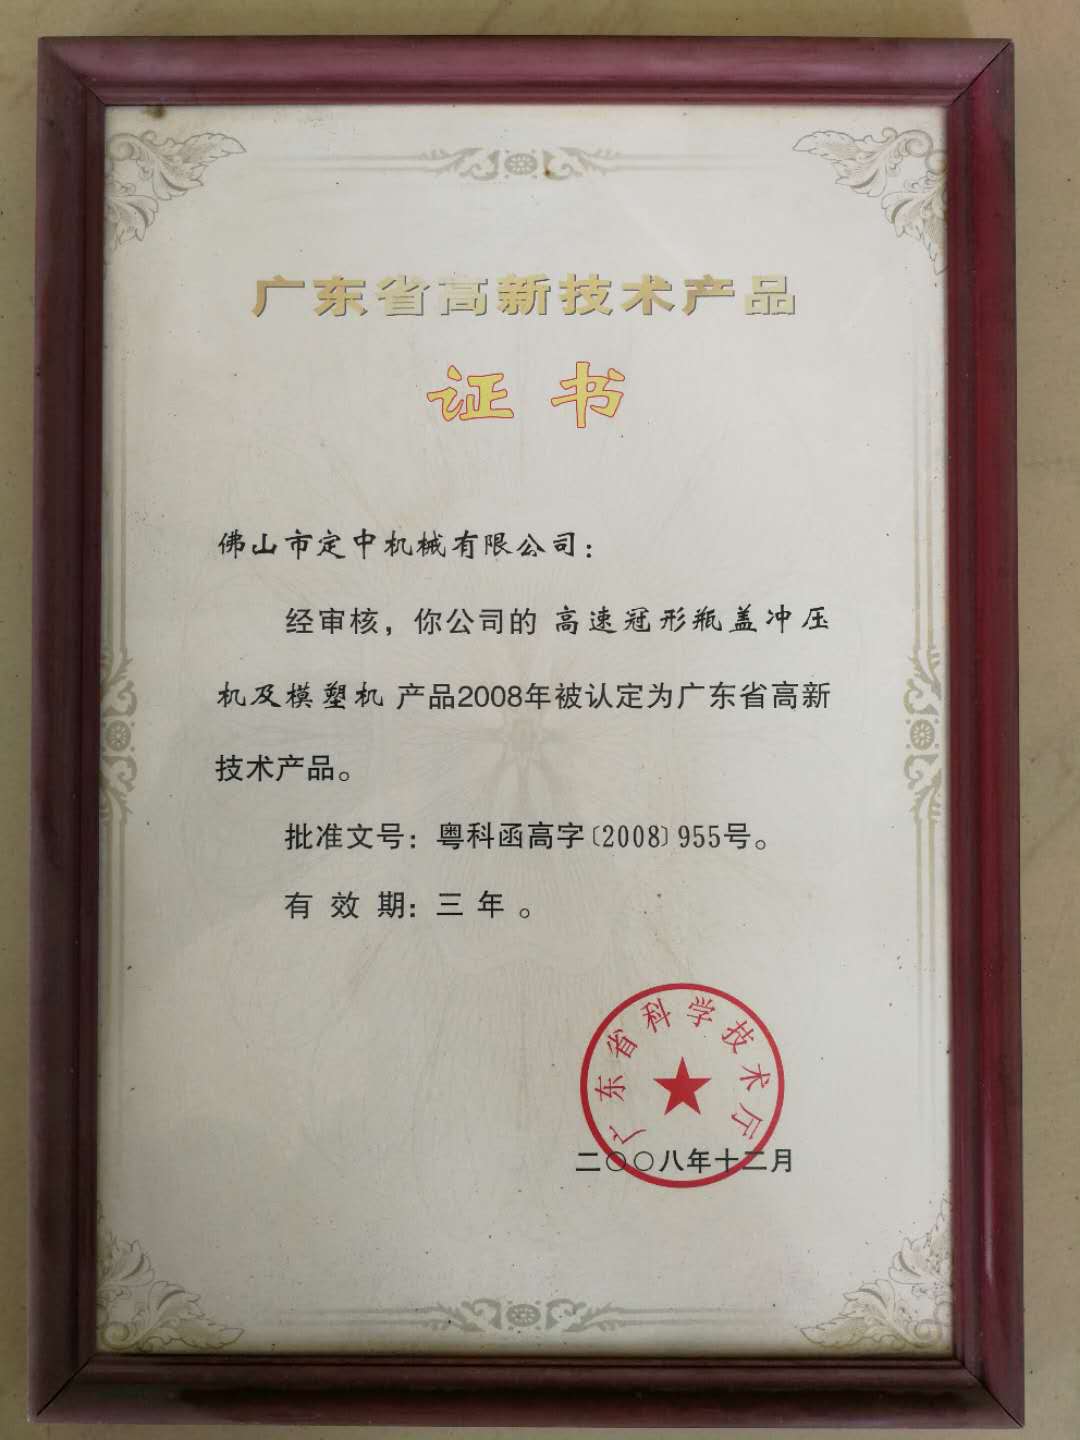 广东省高新技术产品
证书
佛山市定中机械有限公司：
经审核，你公司的 高速冠形瓶盖冲压
机及模塑机 产品2008年被认定为广东省高新
技术产品。
批准文号：粤科函高字〔2008〕955号。
有 效 期：三 年 。
广东省科学技术厅
二〇〇八年十二月